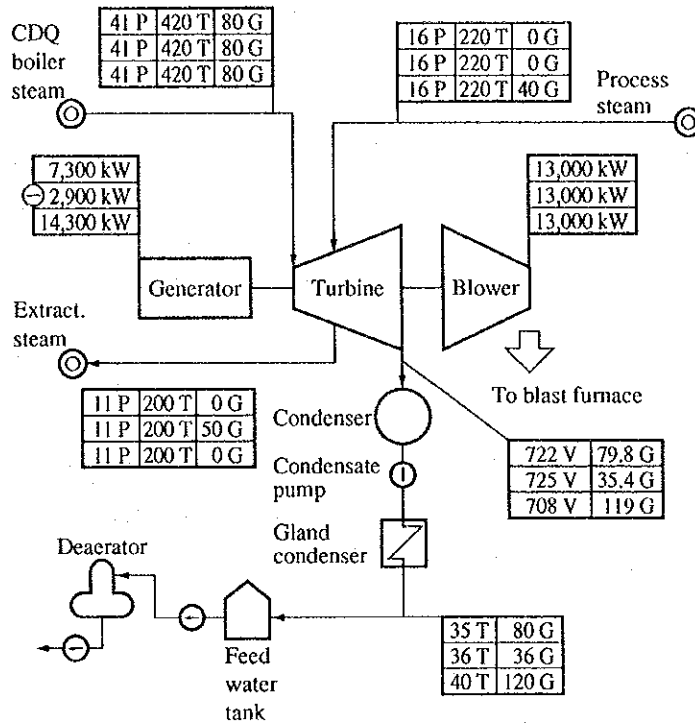 CDQ
boiler
steam
41 P 420 T 80 G
41 P 420 T 80 G
41 P 420 T 80 G
16 P 220 T 0 G
16 P 220 T 0 G
16 P 220 T 40 G
Process
steam
7,300 kW
⊖ 2,900 kW
14,300 kW
13,000 kW
13,000 kW
13,000 kW
Generator
Turbine
Blower
Extract.
steam
To blast furnace
11 P 200 T 0 G
11 P 200 T 50 G
11 P 200 T 0 G
Condenser
Condensate
pump
Gland
condenser
722 V 79.8 G
725 V 35.4 G
708 V 119 G
Deaerator
Feed
water
tank
35 T 80 G
36 T 36 G
40 T 120 G